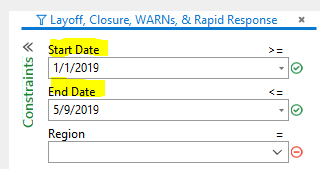 Layoff, Closure, WARNs, & Rapid Response
Constraints
Start Date >=
1/1/2019
End Date <=
5/9/2019
Region =